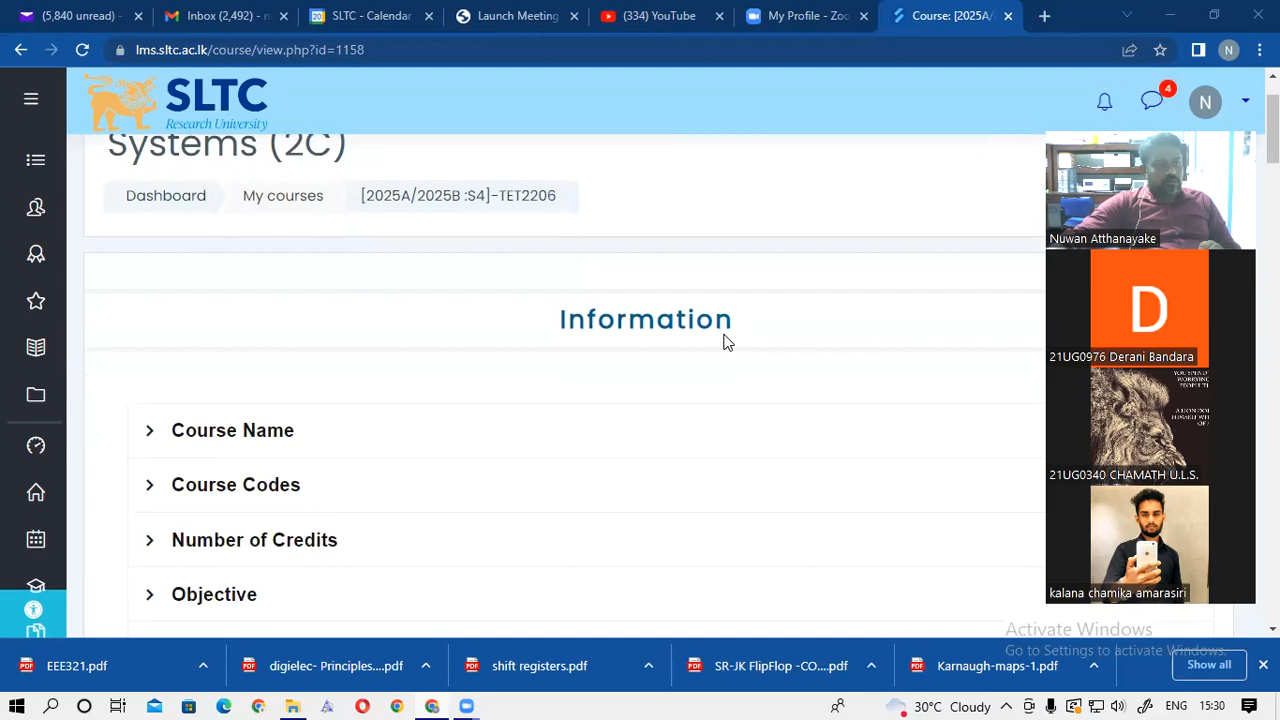 (5,840 unread) -
Inbox (2,492) - n
SLTC - Calendar
Launch Meeting
(334) YouTube
My Profile - Zoo
Course: [2025A/
lms.sltc.ac.lk/course/view.php?id=1158
N
SLTC
Research University
4
N
Systems (2C)
Dashboard
My courses
[2025A/2025B :S4]-TET2206
Information
Course Name
Course Codes
Number of Credits
Objective
Nuwan Atthanayake
D
21UG0976 Derani Bandara
21UG0340 CHAMATH U.L.S.
kalana chamika amarasiri
Activate Windows
Go to Settings to activate Windows.
EEE321.pdf
digielec- Principles....pdf
shift registers.pdf
SR-JK FlipFlop -CO....pdf
Karnaugh-maps-1.pdf
Show all
30°C Cloudy
ENG
15:30